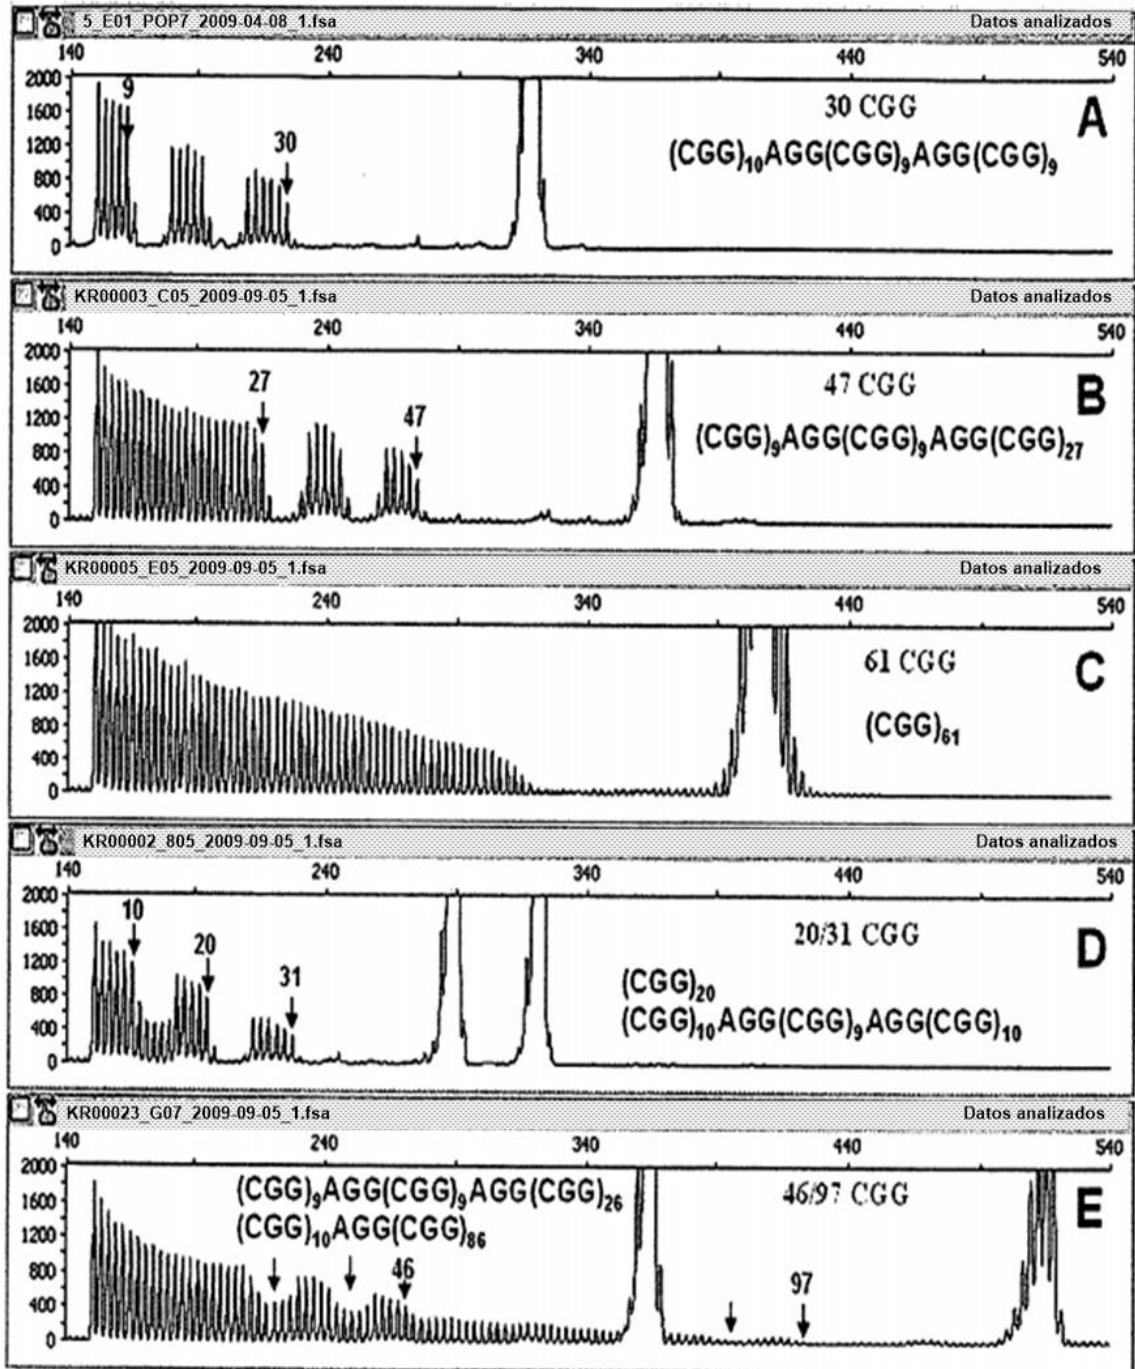 5_E01_POP7_2009-04-08_1.fsa Datos analizados
140 240 340 440 540
2000
1600
1200
800
400
0
9
30
30 CGG
A
(CGG)10AGG(CGG)9AGG(CGG)9
KR00003_C05_2009-09-05_1.fsa Datos analizados
140 240 340 440 540
2000
1600
1200
800
400
0
27
47
47 CGG
B
(CGG)9AGG(CGG)9AGG(CGG)27
KR00005_E05_2009-09-05_1.fsa Datos analizados
140 240 340 440 540
2000
1600
1200
800
400
0
61 CGG
C
(CGG)61
KR00002_805_2009-09-05_1.fsa Datos analizados
140 240 340 440 540
2000
1600
1200
800
400
0
10
20
31
20/31 CGG
D
(CGG)20
(CGG)10AGG(CGG)9AGG(CGG)10
KR00023_G07_2009-09-05_1.fsa Datos analizados
140 240 340 440 540
2000
1600
1200
800
400
0
(CGG)9AGG(CGG)9AGG(CGG)26
(CGG)10AGG(CGG)86
46
46/97 CGG
E
97